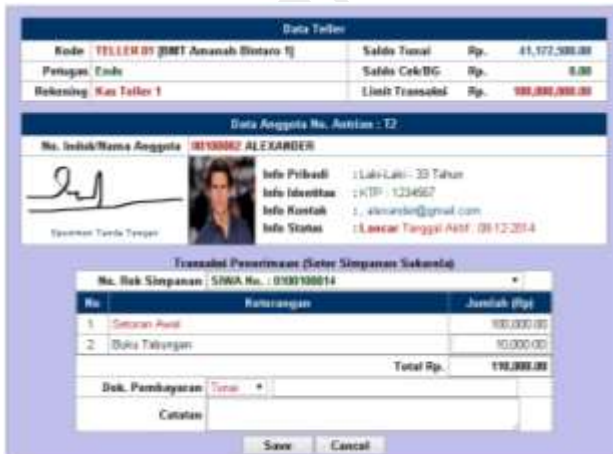 Data Teller
Kode TELLER 01 [BMT Amanah Bintaro 1] Saldo Tunai Rp. 41,172,500.00
Petugas Endo Saldo Cek/BG Rp. 0.00
Rekening Kas Teller 1 Limit Transaksi Rp. 100,000,000.00
Data Anggota No. Antrian : T2
No. Induk/Nama Anggota 00100002 ALEXANDER
Info Pribadi : Laki-Laki - 33 Tahun
Info Identitas : KTP - 1234567
Info Kontak : , alexander@gmail.com
Info Status : Lancar Tanggal Aktif : 08-12-2014
Spesimen Tanda Tangan
Transaksi Penerimaan (Setor Simpanan Sukarela)
No. Rek Simpanan SIWA No. : 0100100014
No Keterangan Jumlah (Rp)
1 Setoran Awal 100,000.00
2 Buku Tabungan 10,000.00
Total Rp. 110,000.00
Dok. Pembayaran Tunai
Catatan
Save Cancel